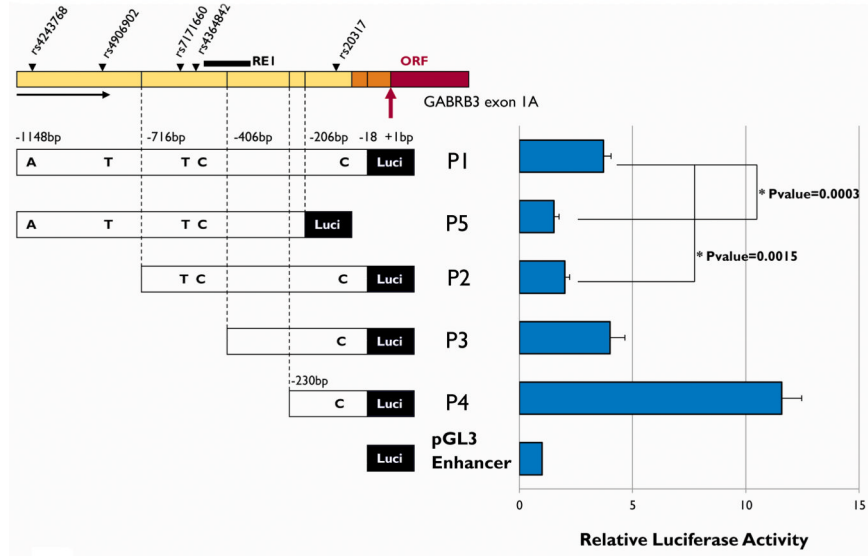 rs4243768
rs4906902
rs7171660
rs4364842
rs20317
RE1
ORF
GABRB3 exon 1A
-1148bp
-716bp
-406bp
-206bp
-18
+1bp
A T T C C Luci P1
A T T C Luci P5
T C C Luci P2
C Luci P3
-230bp
C Luci P4
Luci pGL3
Enhancer
* Pvalue=0.0003
* Pvalue=0.0015
0 5 10 15
Relative Luciferase Activity